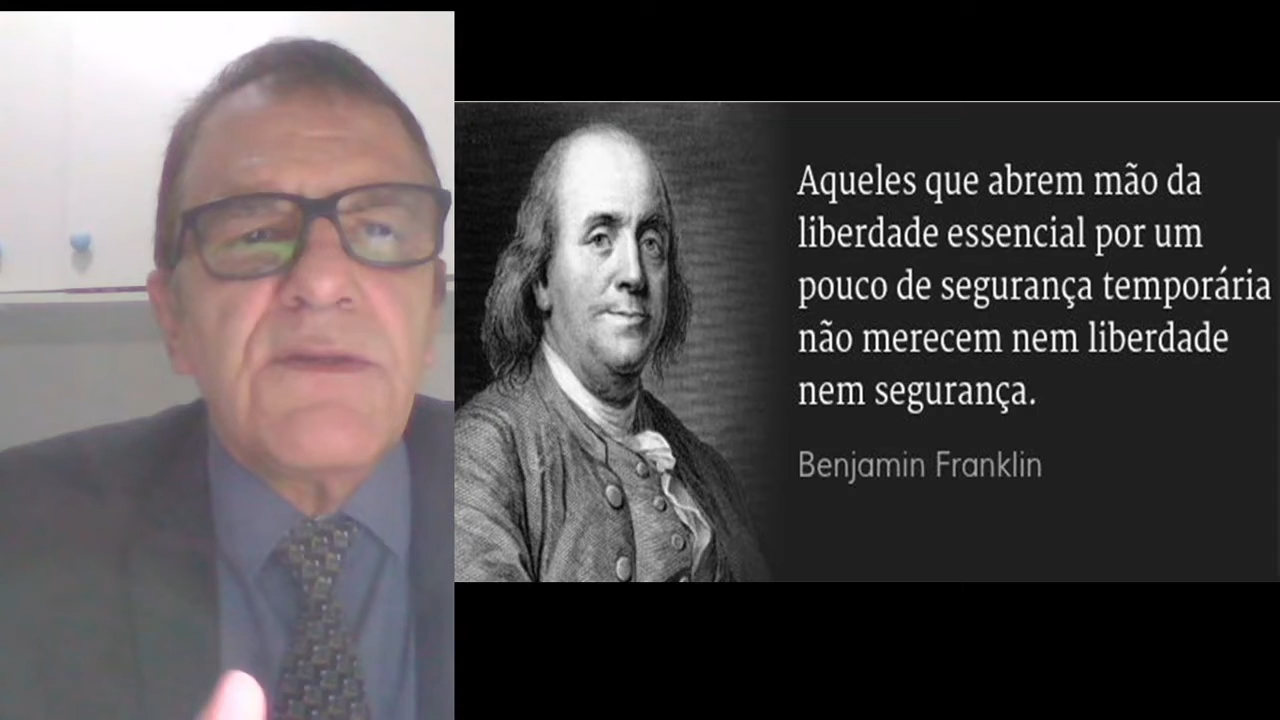 Aqueles que abrem mão da
liberdade essencial por um
pouco de segurança temporária
não merecem nem liberdade
nem segurança.
Benjamin Franklin